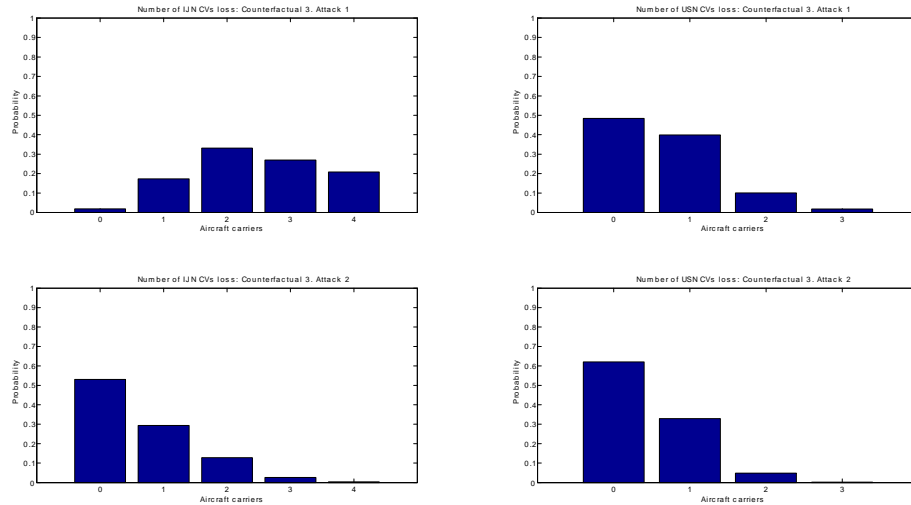 Number of IJN CVs loss: Counterfactual 3. Attack 1
1
0.9
0.8
0.7
0.6
0.5
0.4
0.3
0.2
0.1
0
Probability
0 1 2 3 4
Aircraft carriers
Number of USN CVs loss: Counterfactual 3. Attack 1
1
0.9
0.8
0.7
0.6
0.5
0.4
0.3
0.2
0.1
0
Probability
0 1 2 3
Aircraft carriers
Number of IJN CVs loss: Counterfactual 3. Attack 2
1
0.9
0.8
0.7
0.6
0.5
0.4
0.3
0.2
0.1
0
Probability
0 1 2 3 4
Aircraft carriers
Number of USN CVs loss: Counterfactual 3. Attack 2
1
0.9
0.8
0.7
0.6
0.5
0.4
0.3
0.2
0.1
0
Probability
0 1 2 3
Aircraft carriers